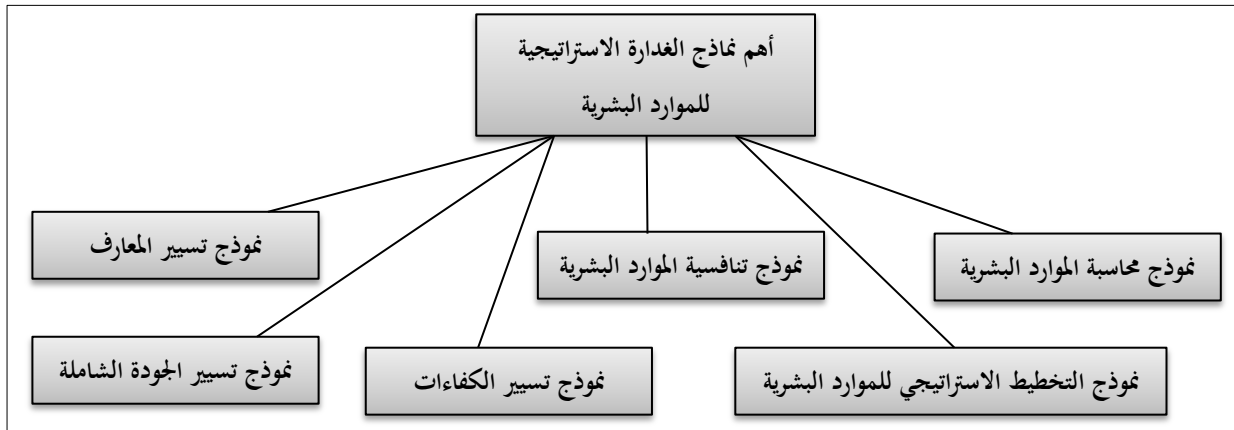 أهم نماذج الغدارة الاستراتيجية
للموارد البشرية
نموذج محاسبة الموارد البشرية
نموذج تنافسية الموارد البشرية
نموذج تسيير المعارف
نموذج التخطيط الاستراتيجي للموارد البشرية
نموذج تسيير الكفاءات
نموذج تسيير الجودة الشاملة